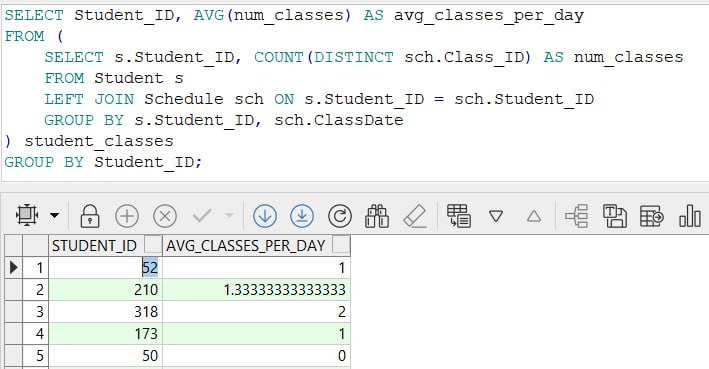 SELECT Student_ID, AVG(num_classes) AS avg_classes_per_day
FROM (
    SELECT s.Student_ID, COUNT(DISTINCT sch.Class_ID) AS num_classes
    FROM Student s
    LEFT JOIN Schedule sch ON s.Student_ID = sch.Student_ID
    GROUP BY s.Student_ID, sch.ClassDate
) student_classes
GROUP BY Student_ID;
STUDENT_ID AVG_CLASSES_PER_DAY
1 52 1
2 210 1.33333333333333
3 318 2
4 173 1
5 50 0